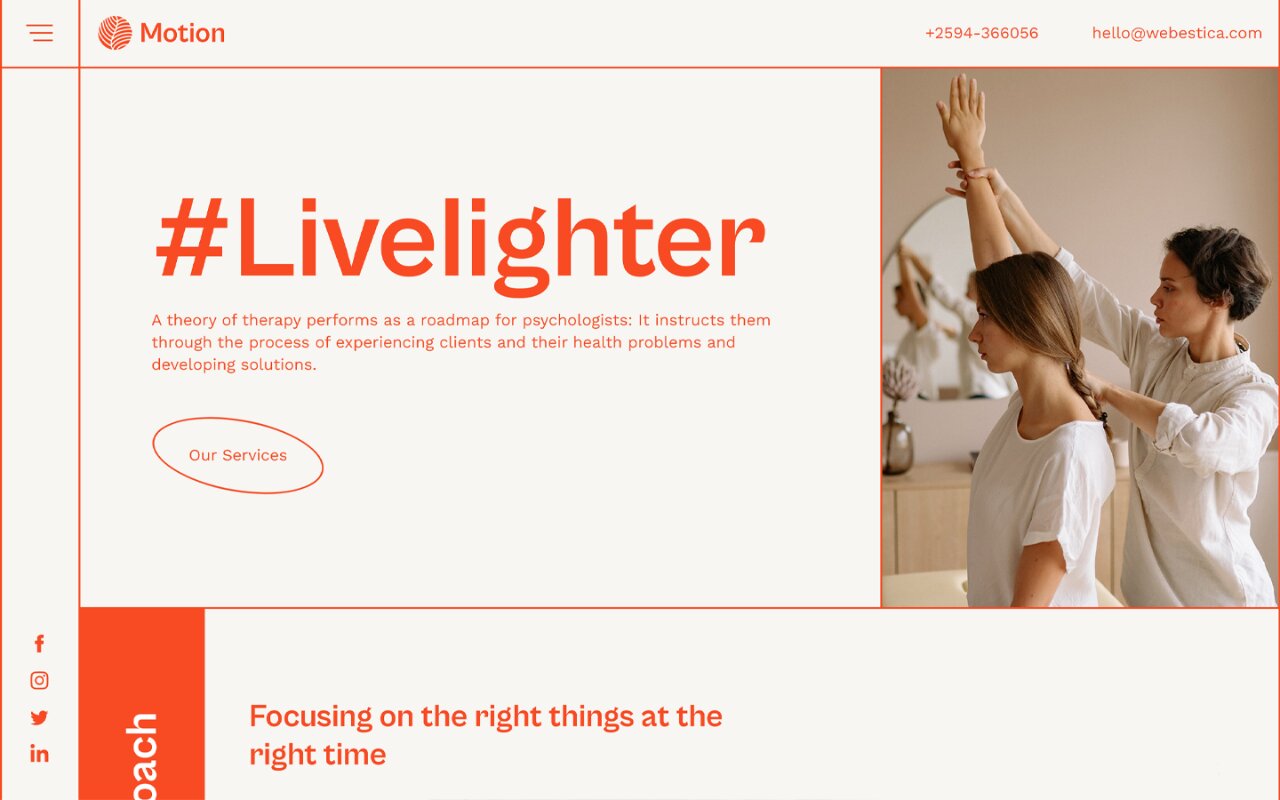 Motion
+2594-366056
hello@webestica.com
#Livelighter
A theory of therapy performs as a roadmap for psychologists: It instructs them
through the process of experiencing clients and their health problems and
developing solutions.
Our Services
Focusing on the right things at the
right time